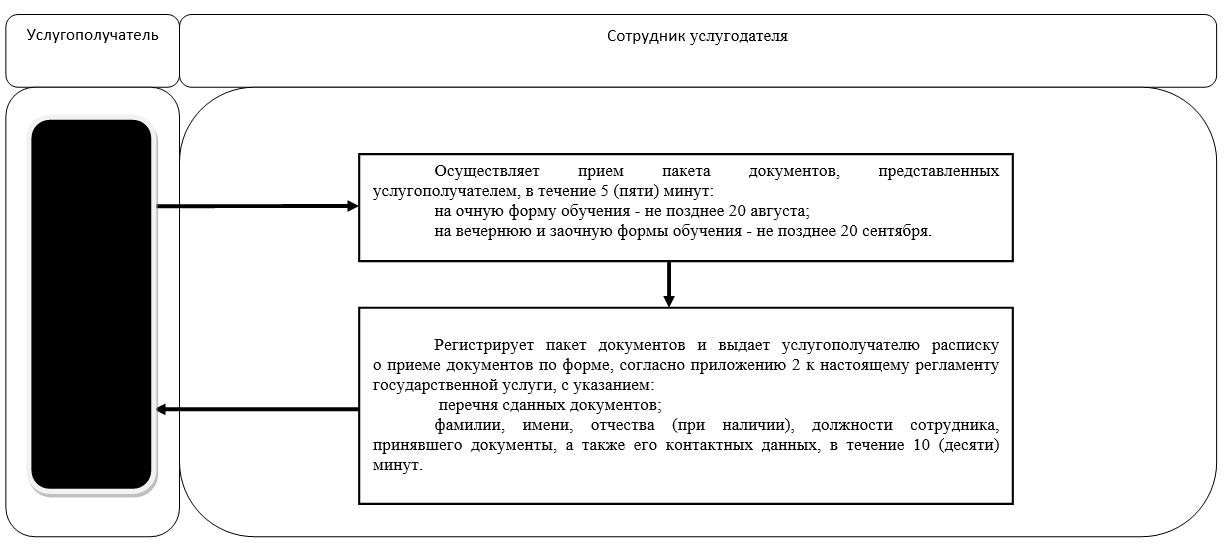 Услугополучатель
Сотрудник услугодателя
Осуществляет прием пакета документов, представленных
услугополучателем, в течение 5 (пяти) минут:
на очную форму обучения - не позднее 20 августа;
на вечернюю и заочную формы обучения - не позднее 20 сентября.
Регистрирует пакет документов и выдает услугополучателю расписку
о приеме документов по форме, согласно приложению 2 к настоящему регламенту
государственной услуги, с указанием:
перечня сданных документов;
фамилии, имени, отчества (при наличии), должности сотрудника,
принявшего документы, а также его контактных данных, в течение 10 (десяти)
минут.